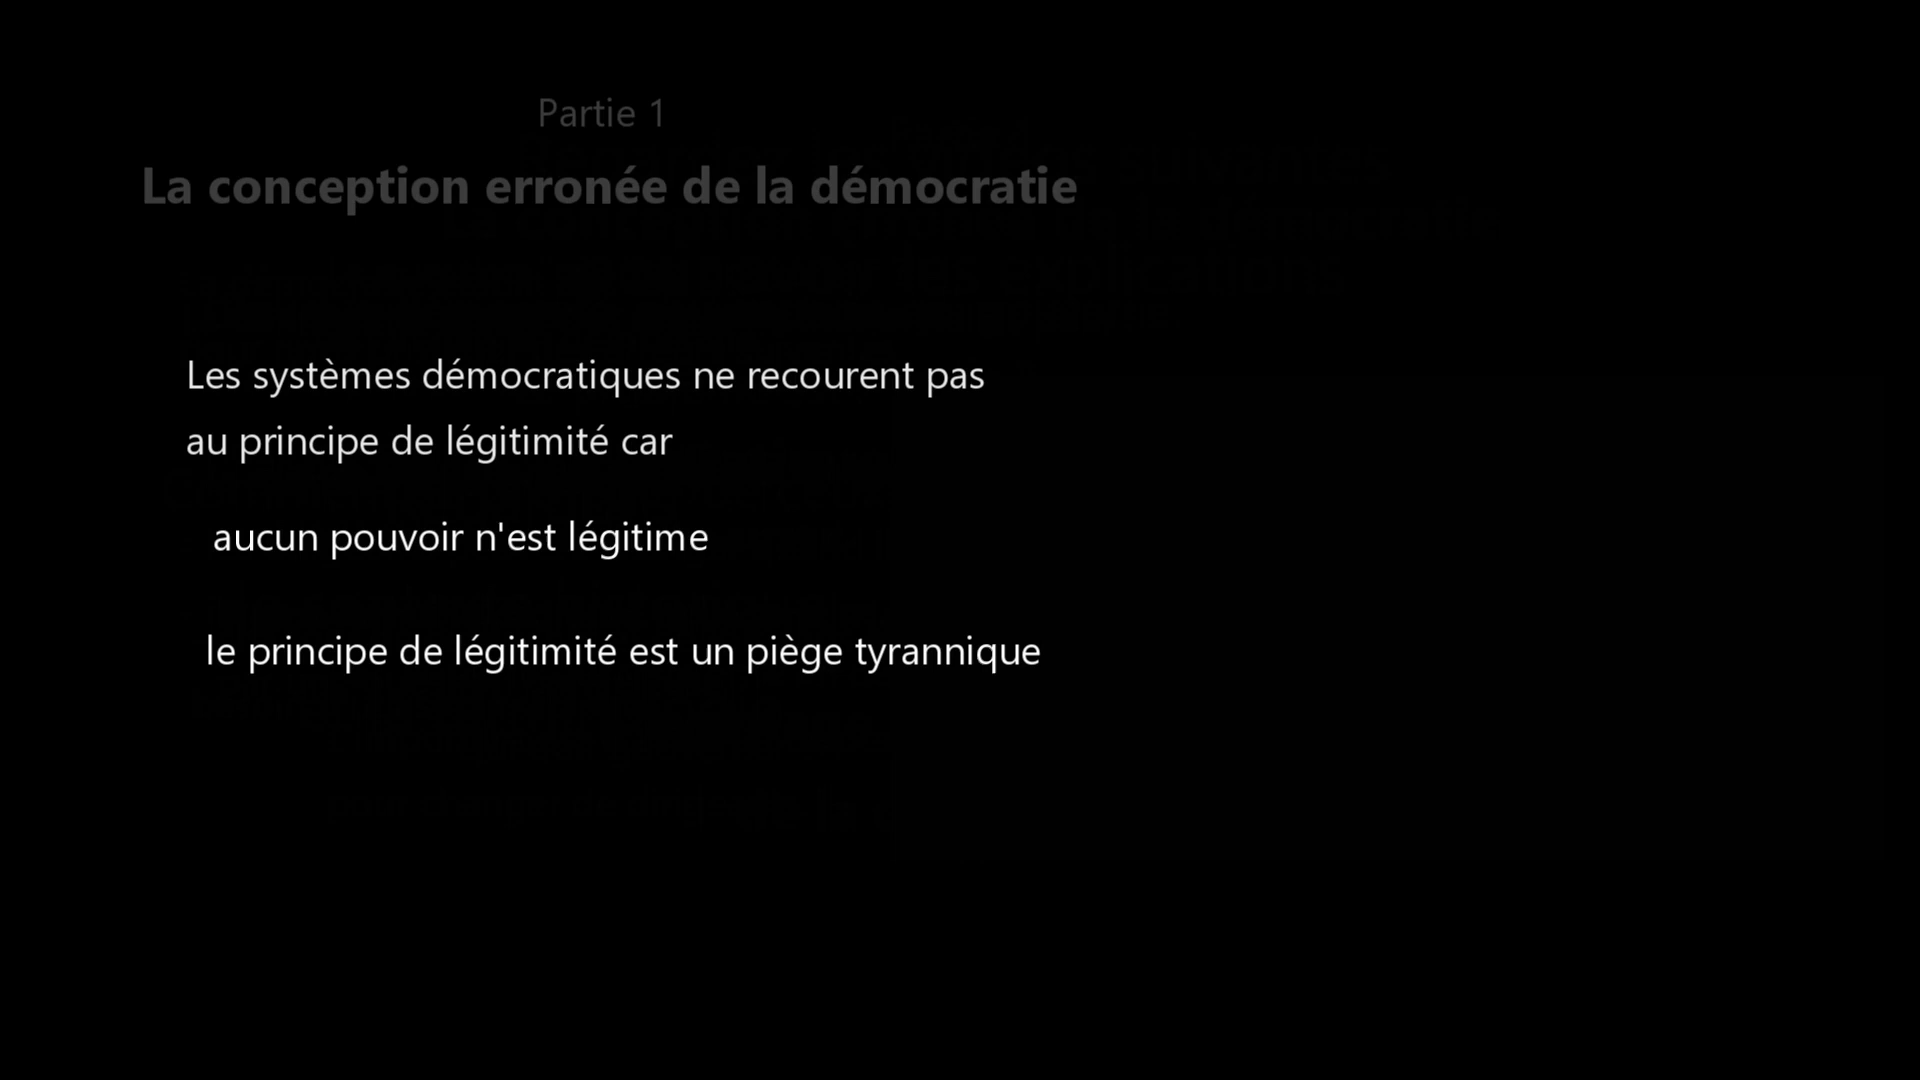 Partie 1
La conception erronée de la démocratie
Les systèmes démocratiques ne recourent pas
au principe de légitimité car
aucun pouvoir n'est légitime
le principe de légitimité est un piège tyrannique